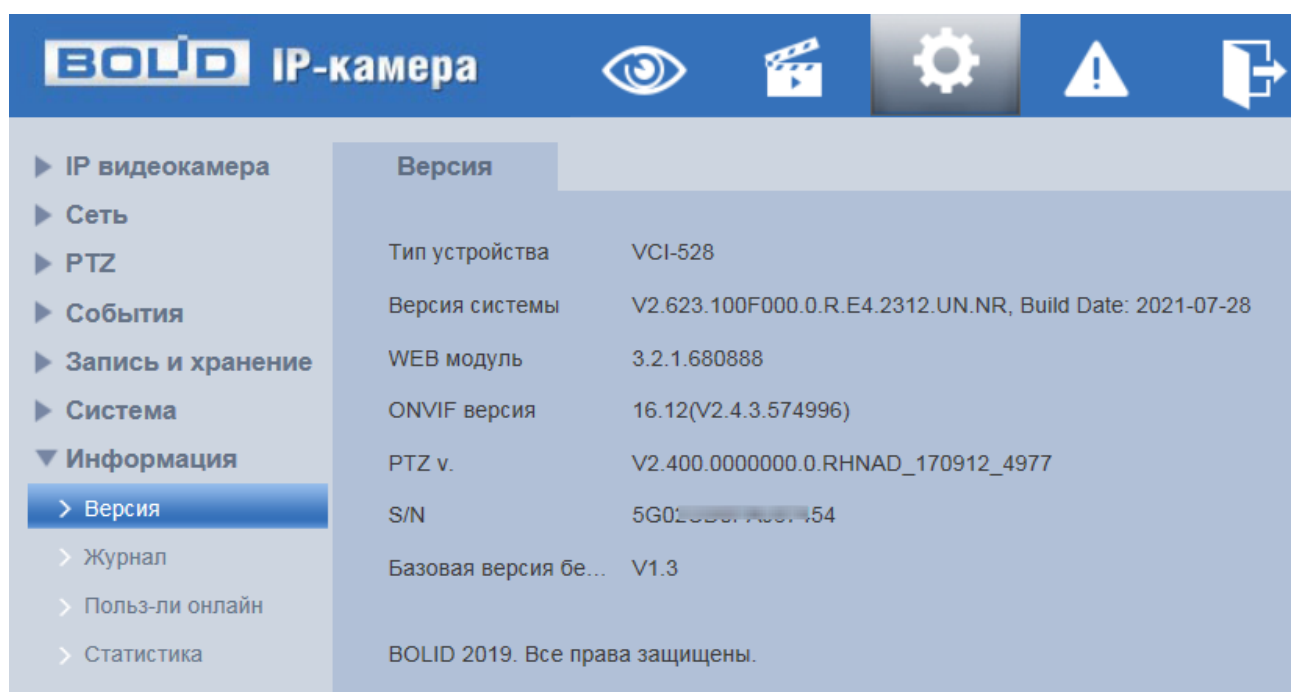 BOLID IP-камера
IP видеокамера
Сеть
PTZ
События
Запись и хранение
Система
Информация
Версия
Журнал
Польз-ли онлайн
Статистика
Версия
Тип устройства VCI-528
Версия системы V2.623.100F000.0.R.E4.2312.UN.NR, Build Date: 2021-07-28
WEB модуль 3.2.1.680888
ONVIF версия 16.12(V2.4.3.574996)
PTZ v. V2.400.0000000.0.RHNAD_170912_4977
S/N
Базовая версия бе... V1.3
BOLID 2019. Все права защищены.